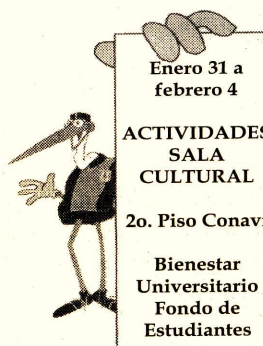 Enero 31 a
febrero 4
ACTIVIDADES
SALA
CULTURAL
2o. Piso Conavi
Bienestar
Universitario
Fondo de
Estudiantes